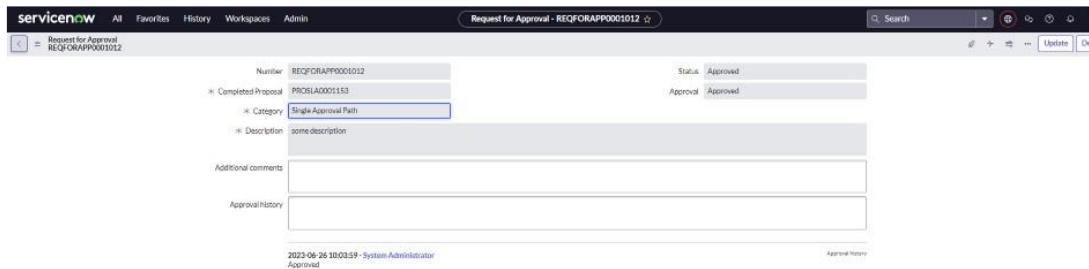 servicenow All Favorites History Workspaces Admin Request for Approval - REQFORAPP0001012 Search
Request for Approval
REQFORAPP0001012
Update De
Number REQFORAPP0001012 Status Approved
Completed Proposal PROSLA0001153 Approval Approved
Category Single Approval Path
Description some description
Additional comments
Approval history
2023-06-26 10:03:59 - System Administrator Approval history
Approved